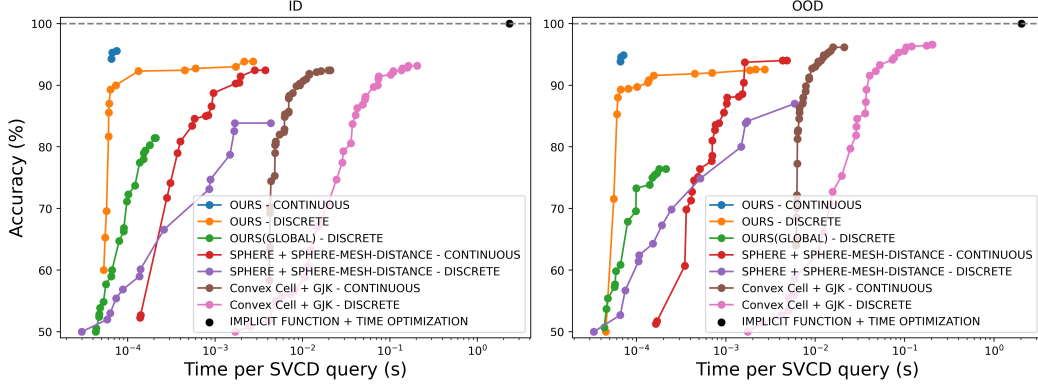 ID
OOD
Accuracy (%)
100
90
80
70
60
50
OURS - CONTINUOUS
OURS - DISCRETE
OURS(GLOBAL) - DISCRETE
SPHERE + SPHERE-MESH-DISTANCE - CONTINUOUS
SPHERE + SPHERE-MESH-DISTANCE - DISCRETE
Convex Cell + GJK - CONTINUOUS
Convex Cell + GJK - DISCRETE
IMPLICIT FUNCTION + TIME OPTIMIZATION
10⁻⁴ 10⁻³ 10⁻² 10⁻¹ 10⁰
Time per SVCD query (s)
100
90
80
70
60
50
OURS - CONTINUOUS
OURS - DISCRETE
OURS(GLOBAL) - DISCRETE
SPHERE + SPHERE-MESH-DISTANCE - CONTINUOUS
SPHERE + SPHERE-MESH-DISTANCE - DISCRETE
Convex Cell + GJK - CONTINUOUS
Convex Cell + GJK - DISCRETE
IMPLICIT FUNCTION + TIME OPTIMIZATION
10⁻⁴ 10⁻³ 10⁻² 10⁻¹ 10⁰
Time per SVCD query (s)